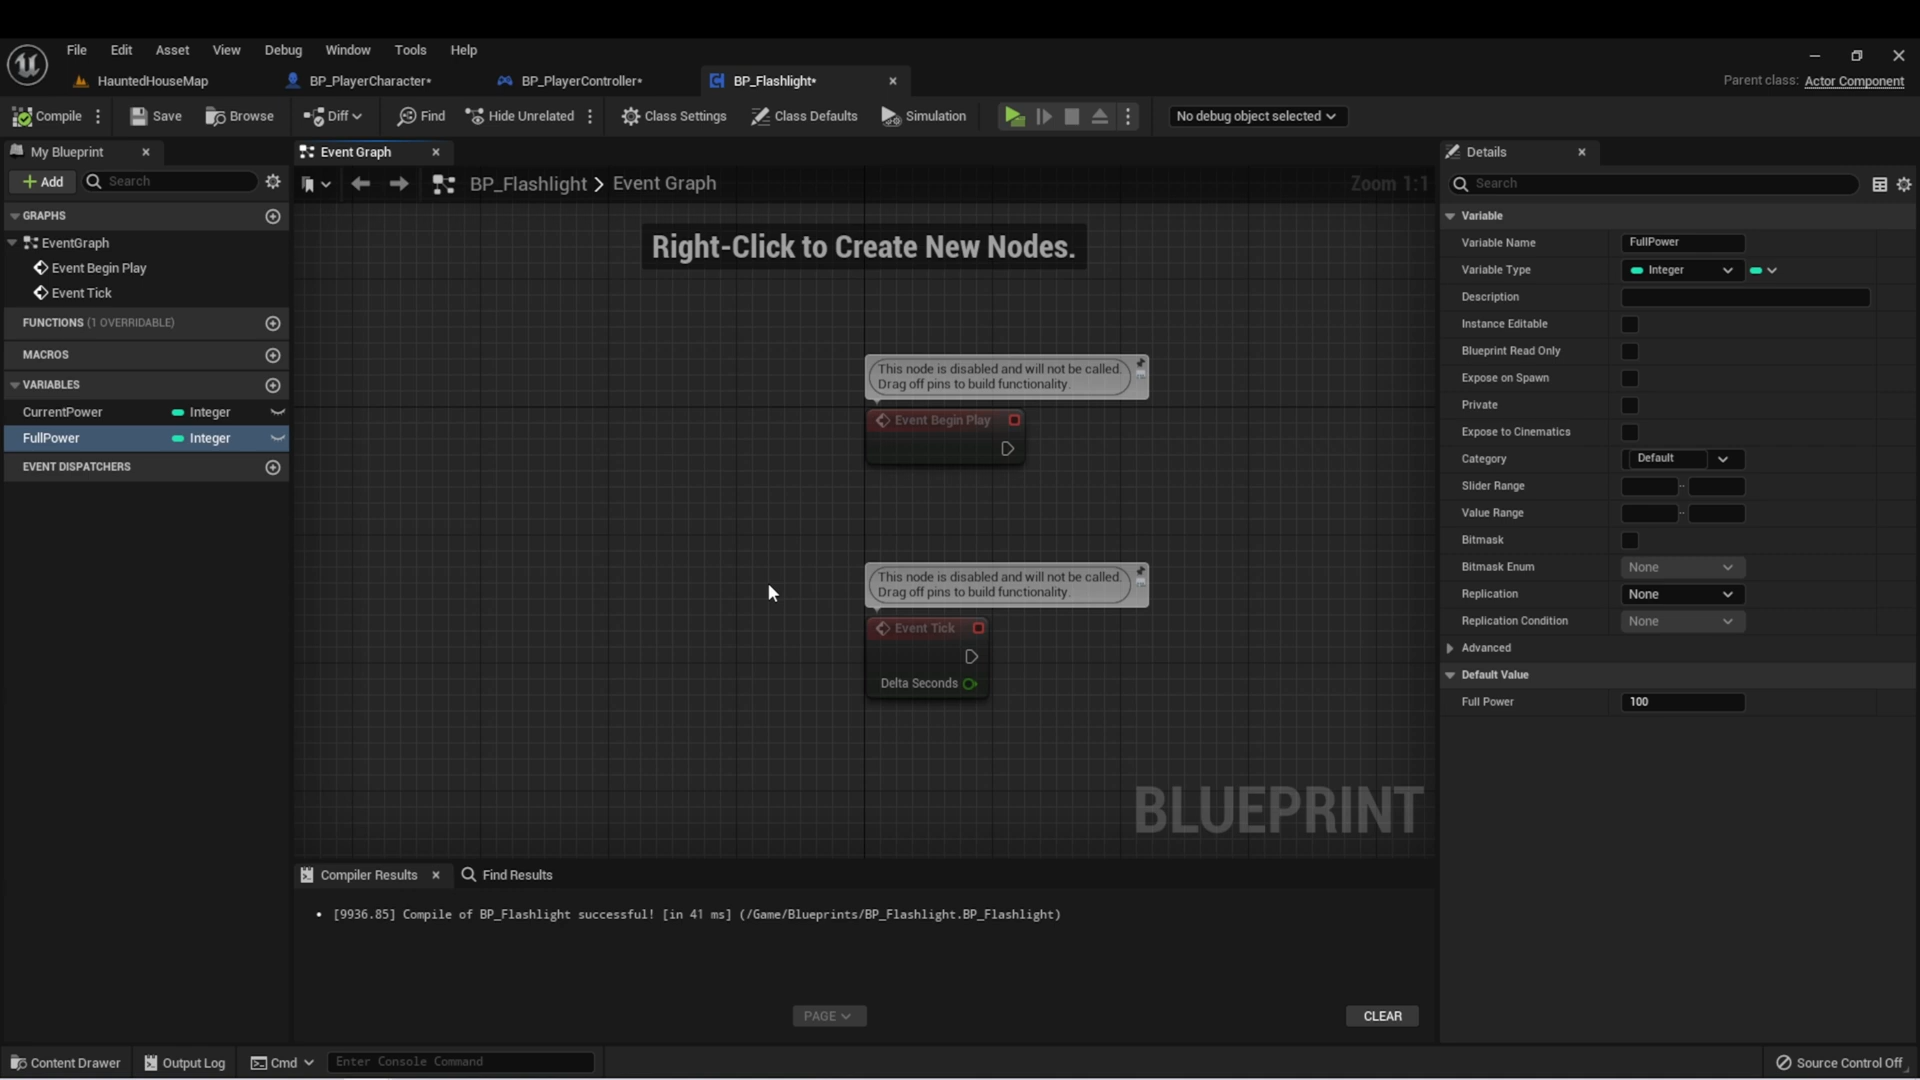 File Edit Asset View Debug Window Tools Help
HauntedHouseMap BP_PlayerCharacter* BP_PlayerController* BP_Flashlight*
Parent class: Actor Component
Compile Save Browse Diff Find Hide Unrelated Class Settings Class Defaults Simulation No debug object selected
My Blueprint
Event Graph
Details
Add Search
BP_Flashlight > Event Graph
Zoom 1:1
Search
GRAPHS
EventGraph
Event Begin Play
Event Tick
FUNCTIONS (1 OVERRIDABLE)
MACROS
VARIABLES
CurrentPower Integer
FullPower Integer
EVENT DISPATCHERS
Right-Click to Create New Nodes.
This node is disabled and will not be called.
Drag off pins to build functionality.
Event Begin Play
This node is disabled and will not be called.
Drag off pins to build functionality.
Event Tick
Delta Seconds
BLUEPRINT
Variable
Variable Name FullPower
Variable Type Integer
Description
Instance Editable
Blueprint Read Only
Expose on Spawn
Private
Expose to Cinematics
Category Default
Slider Range
Value Range
Bitmask
Bitmask Enum None
Replication None
Replication Condition None
Advanced
Default Value
Full Power 100
Compiler Results Find Results
[9936.85] Compile of BP_Flashlight successful! [in 41 ms] (/Game/Blueprints/BP_Flashlight.BP_Flashlight)
PAGE CLEAR
Content Drawer Output Log Cmd Enter Console Command Source Control Off